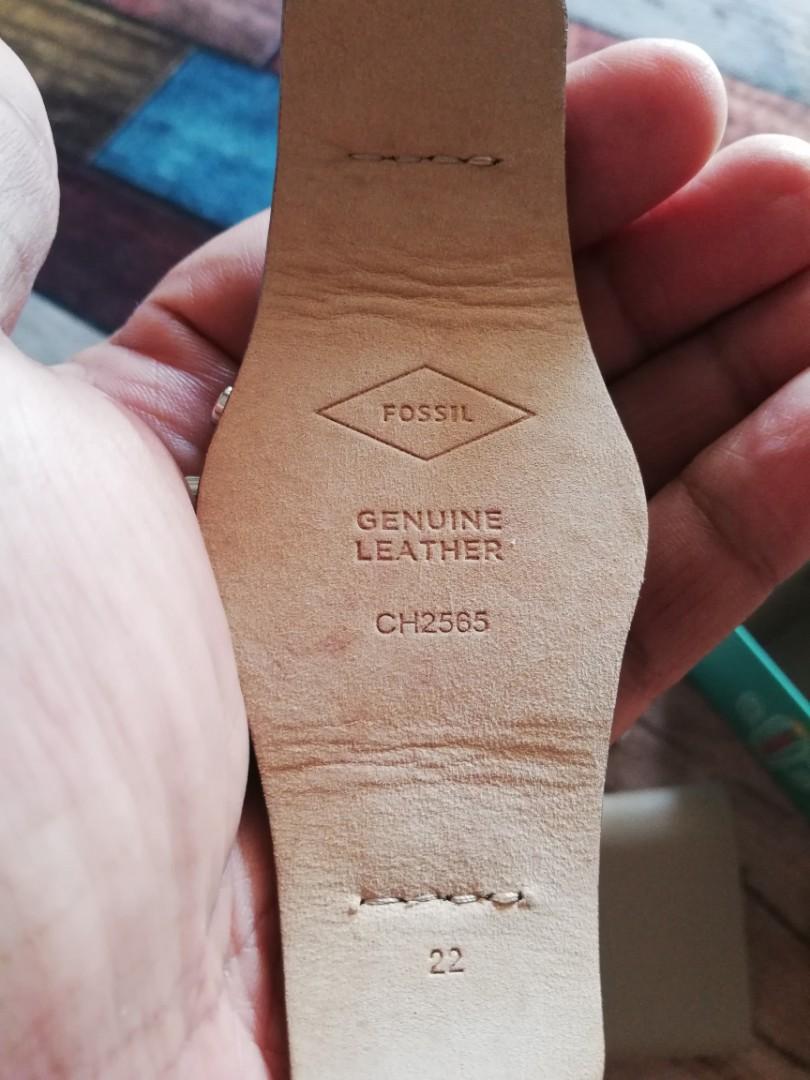 FOSSIL
GENUINE
LEATHER
CH2565
22